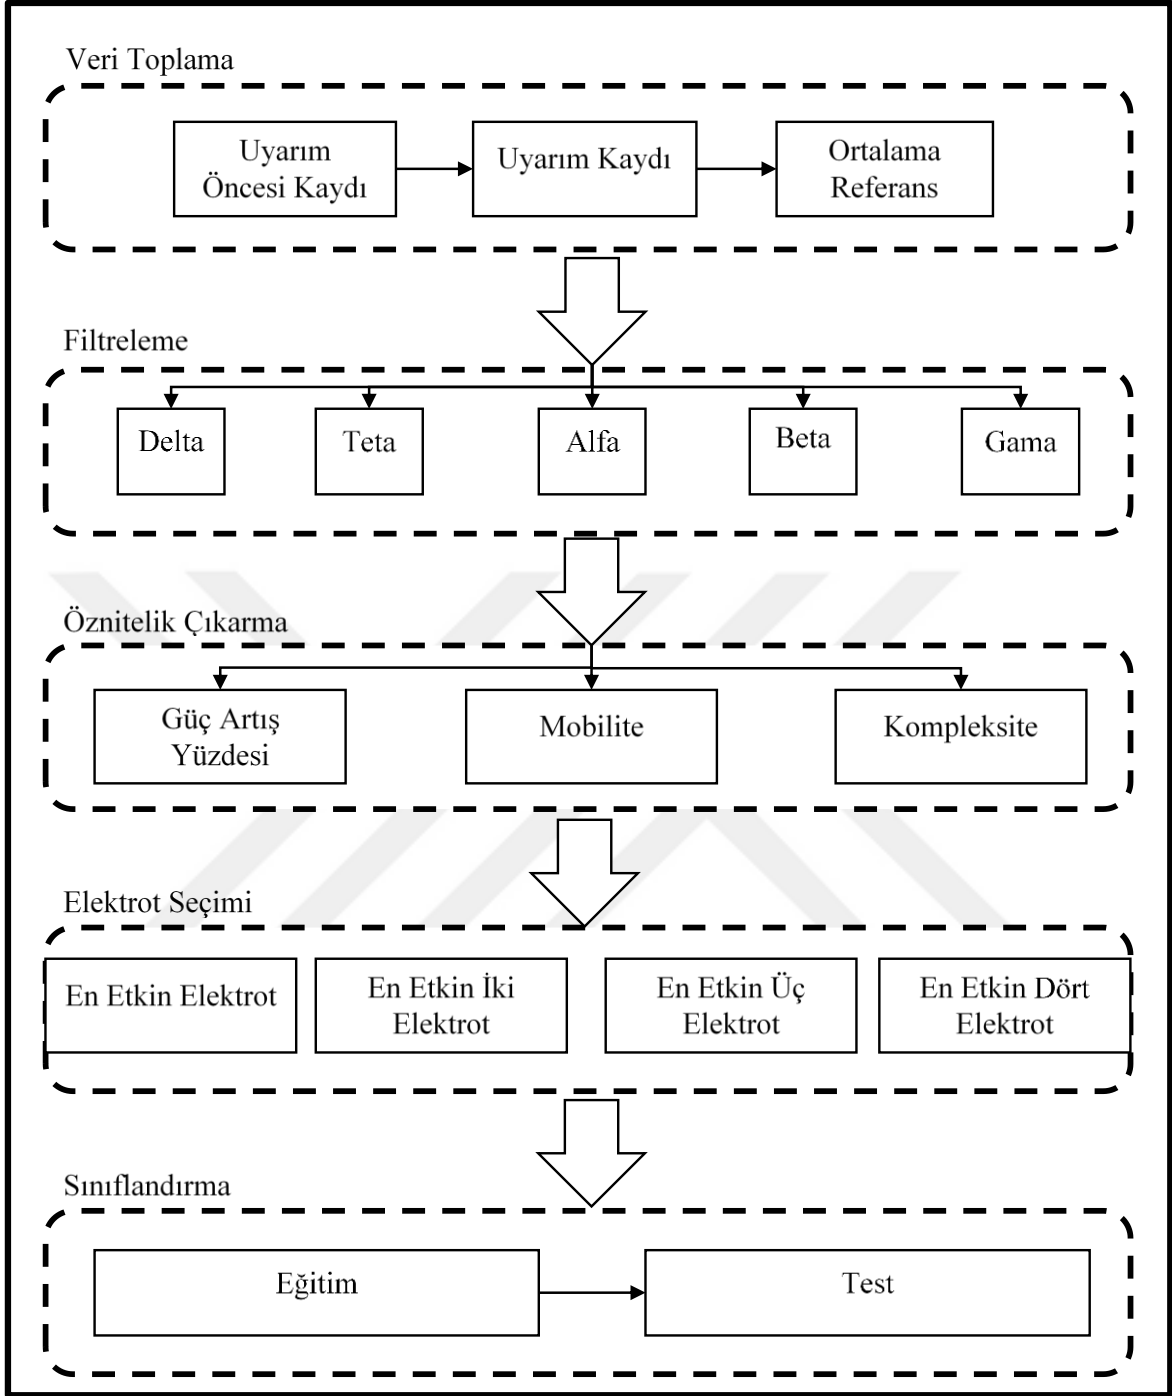 Veri Toplama
Uyarım
Öncesi Kaydı
Uyarım Kaydı
Ortalama
Referans
Filtreleme
Delta
Teta
Alfa
Beta
Gama
Öznitelik Çıkarma
Güç Artış
Yüzdesi
Mobilite
Kompleksite
Elektrot Seçimi
En Etkin Elektrot
En Etkin İki
Elektrot
En Etkin Üç
Elektrot
En Etkin Dört
Elektrot
Sınıflandırma
Eğitim
Test